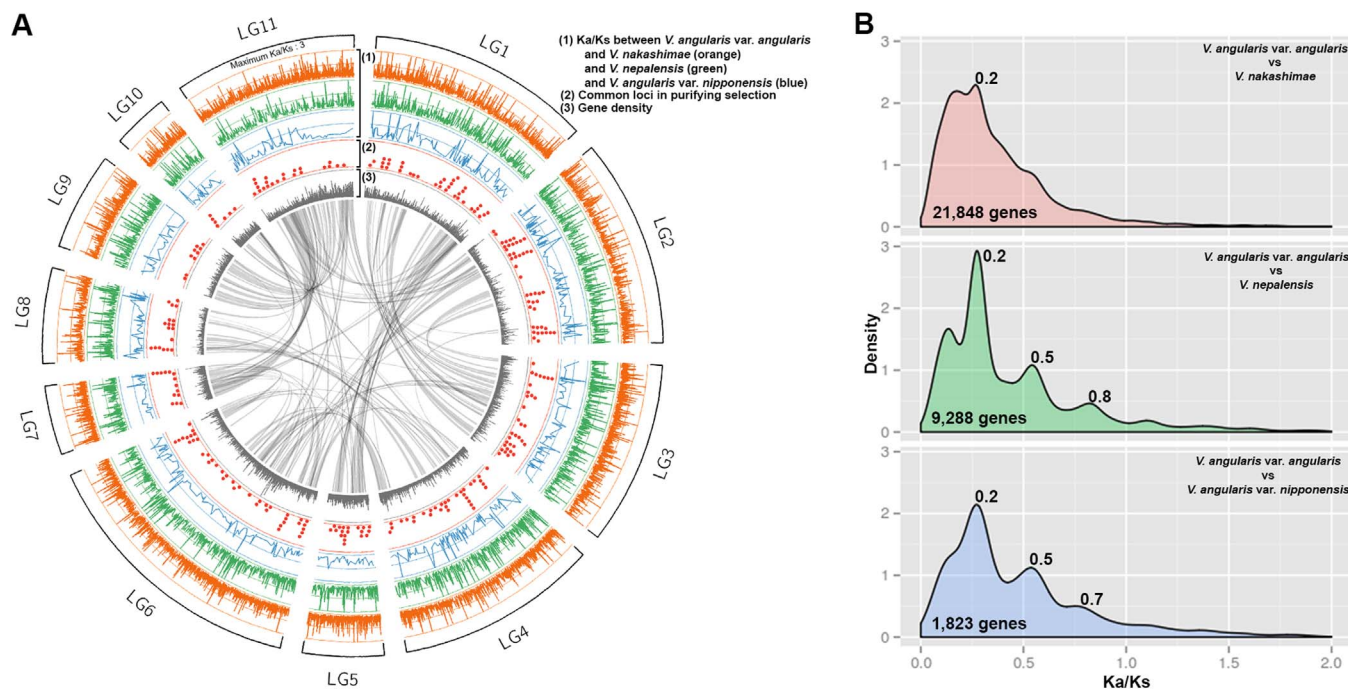 A
LG11
LG1
LG10
LG9
LG8
LG7
LG6
LG5
LG4
LG3
LG2
Maximum Ka/Ks : 3
(1)
(2)
(3)
(1) Ka/Ks between V. angularis var. angularis
and V. nakashimae (orange)
and V. nepalensis (green)
and V. angularis var. nipponensis (blue)
(2) Common loci in purifying selection
(3) Gene density
B
3
2
1
0
V. angularis var. angularis
vs
V. nakashimae
0.2
21,848 genes
3
2
1
0
V. angularis var. angularis
vs
V. nepalensis
0.2
0.5
0.8
9,288 genes
Density
3
2
1
0
V. angularis var. angularis
vs
V. angularis var. nipponensis
0.2
0.5
0.7
1,823 genes
0.0
0.5
1.0
1.5
2.0
Ka/Ks